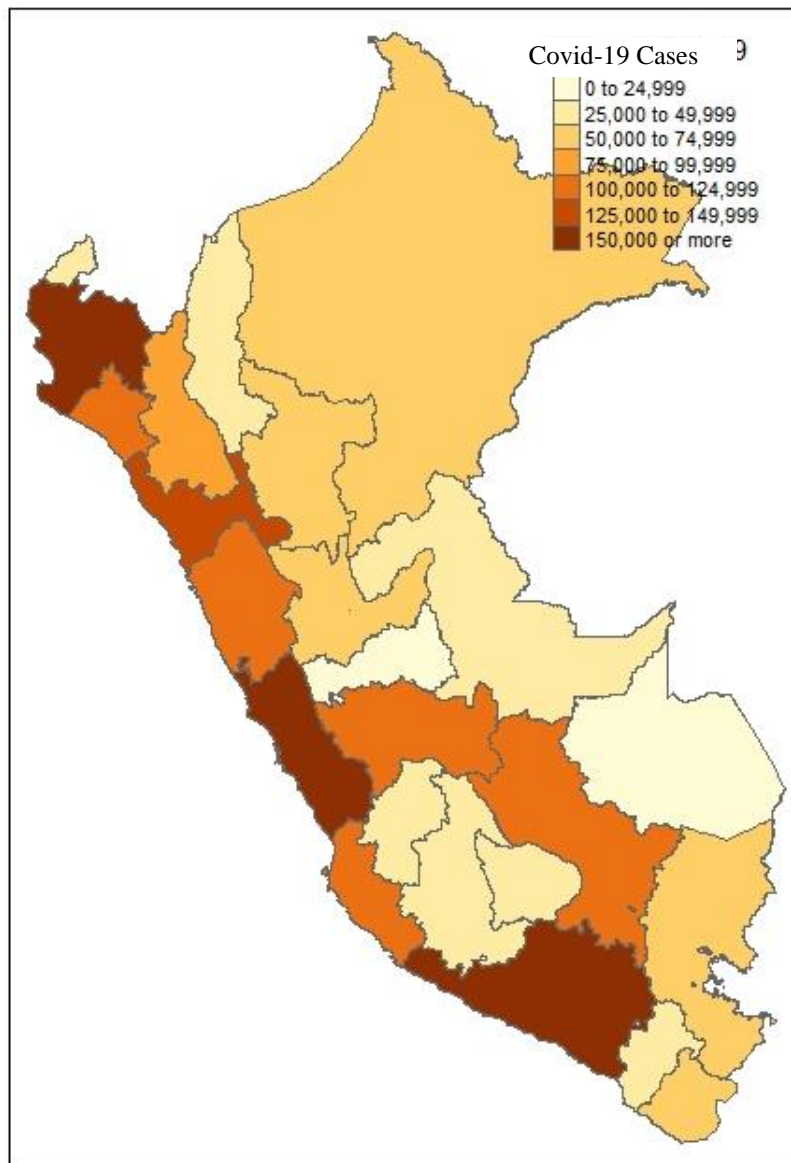 Covid-19 Cases 9
0 to 24,999
25,000 to 49,999
50,000 to 74,999
75,000 to 99,999
100,000 to 124,999
125,000 to 149,999
150,000 or more